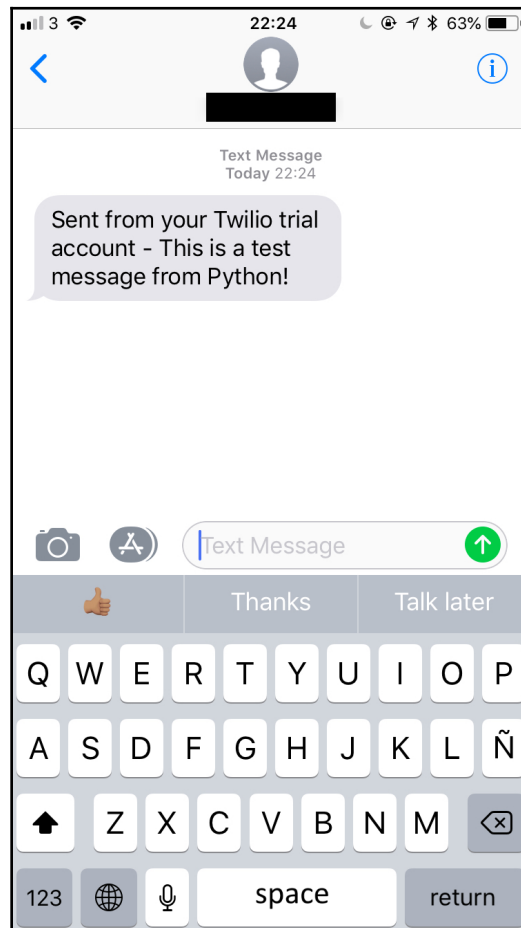 3 22:24 63%
i
Text Message
Today 22:24
Sent from your Twilio trial
account - This is a test
message from Python!
Text Message
Thanks Talk later
Q W E R T Y U I O P
A S D F G H J K L Ñ
Z X C V B N M
123 space return